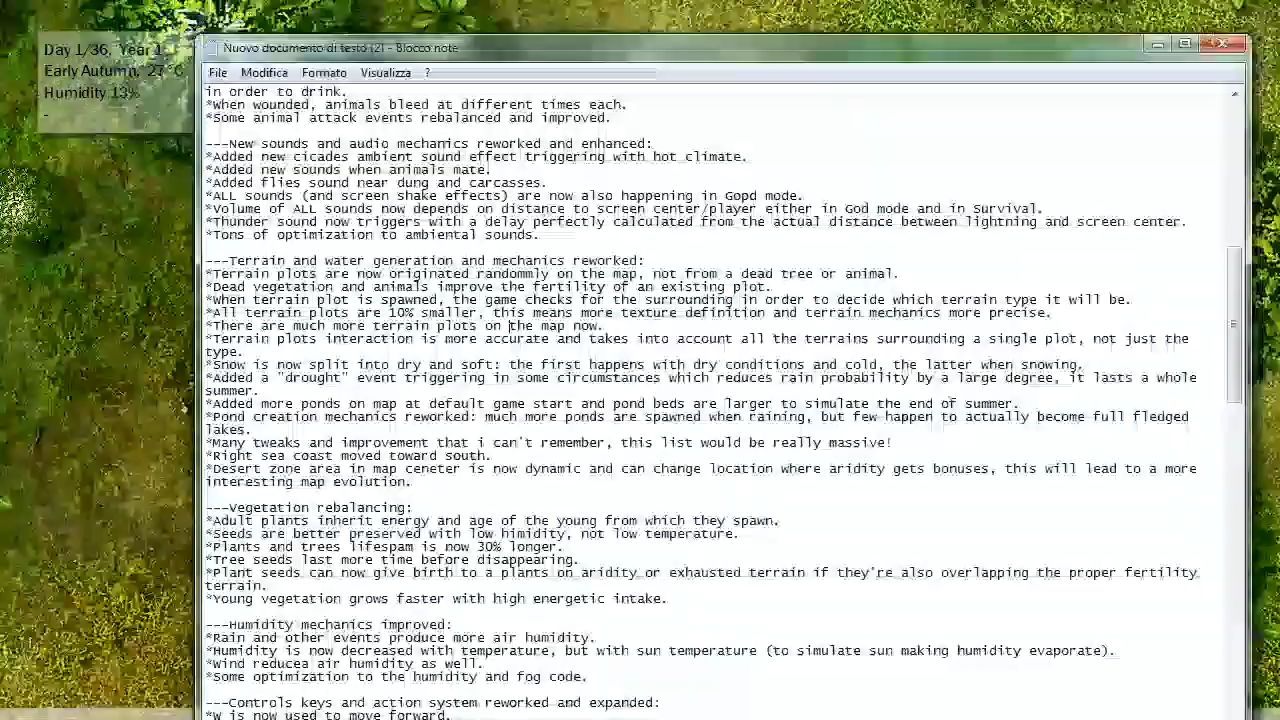 Day 1/36, Year 1
Early Autumn, 27°C
Humidity 13%
-
Nuovo documento di testo (2) - Blocco note
File Modifica Formato Visualizza ?
in order to drink.
*When wounded, animals bleed at different times each.
*Some animal attack events rebalanced and improved.
---New sounds and audio mechanics reworked and enhanced:
*Added new cicades ambient sound effect triggering with hot climate.
*Added new sounds when animals mate.
*Added flies sound near dung and carcasses.
*ALL sounds (and screen shake effects) are now also happening in Gopd mode.
*Volume of ALL sounds now depends on distance to screen center/player either in God mode and in Survival.
*Thunder sound now triggers with a delay perfectly calculated from the actual distance between lightning and screen center.
*Tons of optimization to ambiental sounds.
---Terrain and water generation and mechanics reworked:
*Terrain plots are now originated randommly on the map, not from a dead tree or animal.
*Dead vegetation and animals improve the fertility of an existing plot.
*When terrain plot is spawned, the game checks for the surrounding in order to decide which terrain type it will be.
*All terrain plots are 10% smaller, this means more texture definition and terrain mechanics more precise.
*There are much more terrain plots on the map now.
*Terrain plots interaction is more accurate and takes into account all the terrains surrounding a single plot, not just the
type.
*Snow is now split into dry and soft: the first happens with dry conditions and cold, the latter when snowing,
*Added a "drought" event triggering in some circumstances which reduces rain probability by a large degree, it lasts a whole
summer.
*Added more ponds on map at default game start and pond beds are larger to simulate the end of summer.
*Pond creation mechanics reworked: much more ponds are spawned when raining, but few happen to actually become full fledged
lakes.
*Many tweaks and improvement that i can't remember, this list would be really massive!
*Right sea coast moved toward south.
*Desert zone area in map ceneter is now dynamic and can change location where aridity gets bonuses, this will lead to a more
interesting map evolution.
---Vegetation rebalancing:
*Adult plants inherit energy and age of the young from which they spawn.
*Seeds are better preserved with low himidity, not low temperature.
*Plants and trees lifespam is now 30% longer.
*Tree seeds last more time before disappearing.
*Plant seeds can now give birth to a plants on aridity or exhausted terrain if they're also overlapping the proper fertility
terrain.
*Young vegetation grows faster with high energetic intake.
---Humidity mechanics improved:
*Rain and other events produce more air humidity.
*Humidity is now decreased with temperature, but with sun temperature (to simulate sun making humidity evaporate).
*Wind reducea air humidity as well.
*Some optimization to the humidity and fog code.
---Controls keys and action system reworked and expanded:
*W is now used to move forward.